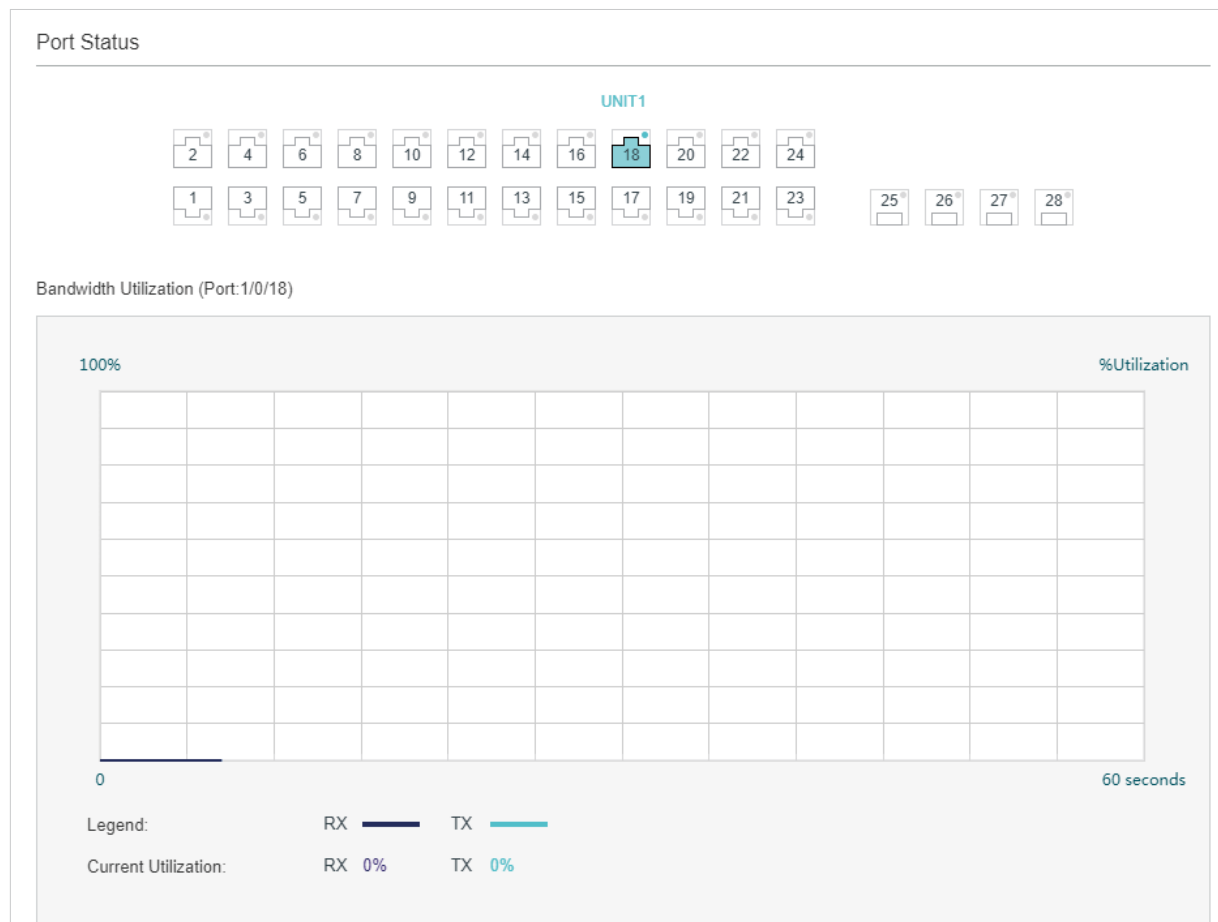 Port Status
UNIT1
2 4 6 8 10 12 14 16 18 20 22 24
1 3 5 7 9 11 13 15 17 19 21 23 25 26 27 28
Bandwidth Utilization (Port:1/0/18)
100% %Utilization
0 60 seconds
Legend: RX TX
Current Utilization: RX 0% TX 0%